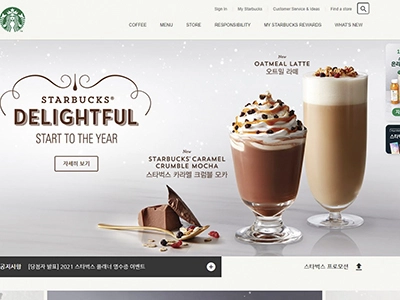 Sign In
My Starbucks
Customer Service & Ideas
Find a store
COFFEE
MENU
STORE
RESPONSIBILITY
MY STARBUCKS REWARDS
WHAT'S NEW
New
OATMEAL LATTE
오트밀 라떼
STARBUCKS®
DELIGHTFUL
START TO THE YEAR
자세히 보기
New
STARBUCKS® CARAMEL
CRUMBLE MOCHA
스타벅스 카라멜 크럼블 모카
공지사항
[당첨자 발표] 2021 스타벅스 플래너 영수증 이벤트
스타벅스 프로모션